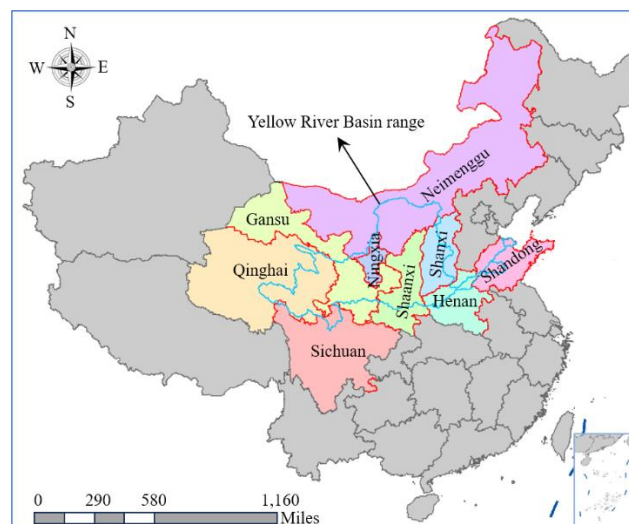 N
W E
S
Yellow River Basin range
Neimenggu
Gansu
Ningxia
Shanxi
Qinghai
Shaanxi
Shandong
Henan
Sichuan
0 290 580 1,160
Miles